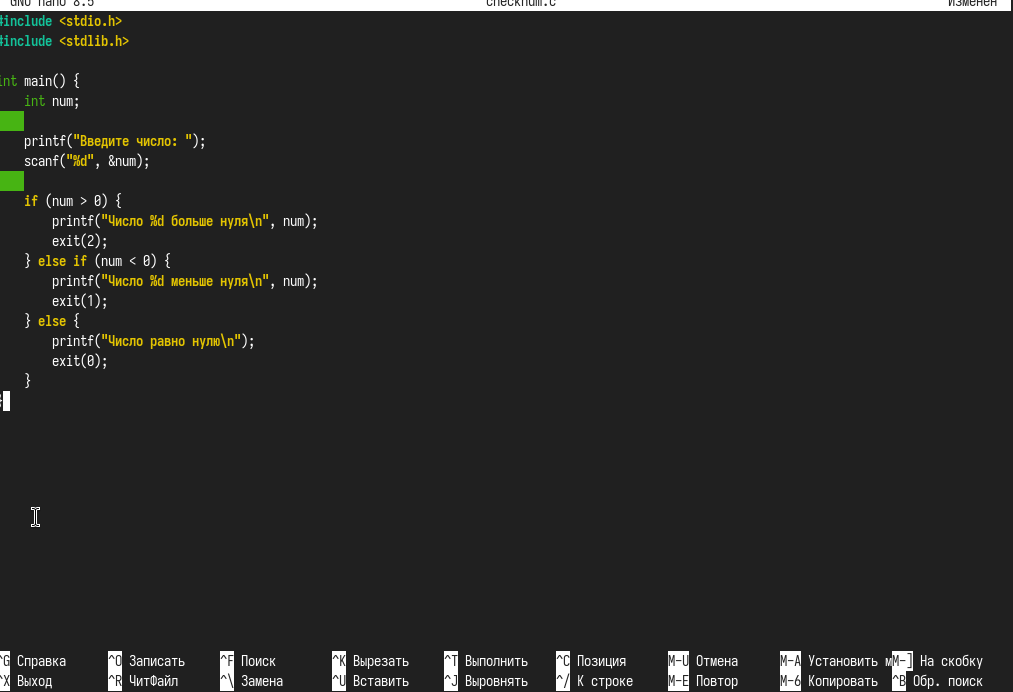 GNU nano 8.5 checknum.c Изменён
#include <stdio.h>
#include <stdlib.h>
int main() {
int num;
printf("Введите число: ");
scanf("%d", &num);
if (num > 0) {
printf("Число %d больше нуля\n", num);
exit(2);
} else if (num < 0) {
printf("Число %d меньше нуля\n", num);
exit(1);
} else {
printf("Число равно нулю\n");
exit(0);
}
}
^G Справка ^O Записать ^F Поиск ^K Вырезать ^T Выполнить ^C Позиция M-U Отмена M-A Установить м M-] На скобку
^X Выход ^R ЧитФайл ^\ Замена ^U Вставить ^J Выровнять ^/ К строке M-E Повтор M-6 Копировать ^B Обр. поиск